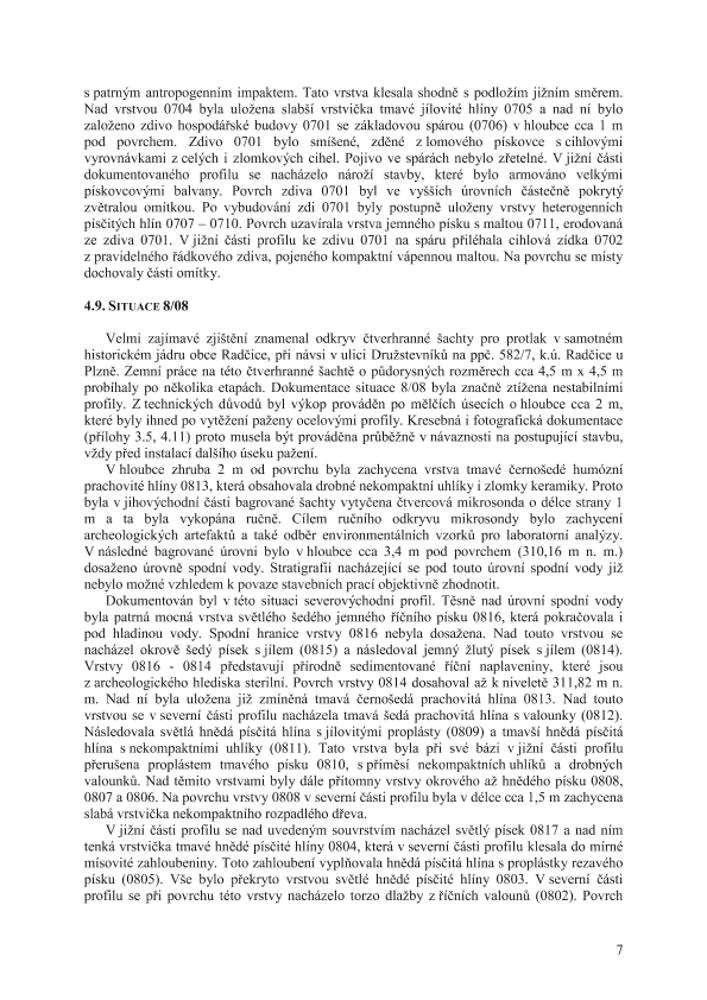 s patrným antropogenním impaktem. Tato vrstva klesala shodně s podložím jižním směrem.
Nad vrstvou 0704 byla uložena slabší vrstvička tmavé jílovité hlíny 0705 a nad ní bylo
založeno zdivo hospodářské budovy 0701 se základovou spárou (0706) v hloubce cca 1 m
pod povrchem. Zdivo 0701 bylo smíšené, zděné z lomového pískovce s cihlovými
vyrovnávkami z celých i zlomkových cihel. Pojivo ve spárách nebylo zřetelné. V jižní části
dokumentovaného profilu se nacházelo nároží stavby, které bylo armováno velkými
pískovcovými balvany. Povrch zdiva 0701 byl ve vyšších úrovních částečně pokrytý
zvětralou omítkou. Po vybudování zdi 0701 byly postupně uloženy vrstvy heterogenních
písčitých hlín 0707 – 0710. Povrch uzavírala vrstva jemného písku s maltou 0711, erodovaná
ze zdiva 0701. V jižní části profilu ke zdivu 0701 na spáru přiléhala cihlová zídka 0702
z pravidelného řádkového zdiva, pojeného kompaktní vápennou maltou. Na povrchu se místy
dochovaly části omítky.
4.9. SITUACE 8/08
Velmi zajímavé zjištění znamenal odkryv čtverhranné šachty pro protlak v samotném
historickém jádru obce Radčice, při návsi v ulici Družstevníků na ppč. 582/7, k.ú. Radčice u
Plzně. Zemní práce na této čtverhranné šachtě o půdorysných rozměrech cca 4,5 m x 4,5 m
probíhaly po několika etapách. Dokumentace situace 8/08 byla značně ztížena nestabilními
profily. Z technických důvodů byl výkop prováděn po mělčích úsecích o hloubce cca 2 m,
které byly ihned po vytěžení paženy ocelovými profily. Kresebná i fotografická dokumentace
(přílohy 3.5, 4.11) proto musela být prováděna průběžně v návaznosti na postupující stavbu,
vždy před instalací dalšího úseku pažení.
V hloubce zhruba 2 m od povrchu byla zachycena vrstva tmavé černošedé humózní
prachovité hlíny 0813, která obsahovala drobné nekompaktní uhlíky i zlomky keramiky. Proto
byla v jihovýchodní části bagrované šachty vytyčena čtvercová mikrosonda o délce strany 1
m a ta byla vykopána ručně. Cílem ručního odkryvu mikrosondy bylo zachycení
archeologických artefaktů a také odběr environmentálních vzorků pro laboratorní analýzy.
V následné bagrované úrovni bylo v hloubce cca 3,4 m pod povrchem (310,16 m n. m.)
dosaženo úrovně spodní vody. Stratigrafii nacházející se pod touto úrovní spodní vody již
nebylo možné vzhledem k povaze stavebních prací objektivně zhodnotit.
Dokumentován byl v této situaci severovýchodní profil. Těsně nad úrovní spodní vody
byla patrná mocná vrstva světlého šedého jemného říčního písku 0816, která pokračovala i
pod hladinou vody. Spodní hranice vrstvy 0816 nebyla dosažena. Nad touto vrstvou se
nacházel okrově šedý písek s jílem (0815) a následoval jemný žlutý písek s jílem (0814).
Vrstvy 0816 - 0814 představují přírodně sedimentované říční naplaveniny, které jsou
z archeologického hlediska sterilní. Povrch vrstvy 0814 dosahoval až k niveletě 311,82 m n.
m. Nad ní byla uložena již zmíněná tmavá černošedá prachovitá hlína 0813. Nad touto
vrstvou se v severní části profilu nacházela tmavá šedá prachovitá hlína s valounky (0812).
Následovala světlá hnědá písčitá hlína s jílovitými proplásty (0809) a tmavší hnědá písčitá
hlína s nekompaktními uhlíky (0811). Tato vrstva byla při své bázi v jižní části profilu
přerušena proplástem tmavého písku 0810, s příměsí nekompaktních uhlíků a drobných
valounků. Nad těmito vrstvami byly dále přítomny vrstvy okrového až hnědého písku 0808,
0807 a 0806. Na povrchu vrstvy 0808 v severní části profilu byla v délce cca 1,5 m zachycena
slabá vrstvička nekompaktního rozpadlého dřeva.
V jižní části profilu se nad uvedeným souvrstvím nacházel světlý písek 0817 a nad ním
tenká vrstvička tmavé hnědé písčité hlíny 0804, která v severní části profilu klesala do mírné
mísovité zahloubeniny. Toto zahloubení vyplňovala hnědá písčitá hlína s proplástky rezavého
písku (0805). Vše bylo překryto vrstvou světlé hnědé písčité hlíny 0803. V severní části
profilu se při povrchu této vrstvy nacházelo torzo dlažby z říčních valounů (0802). Povrch
7